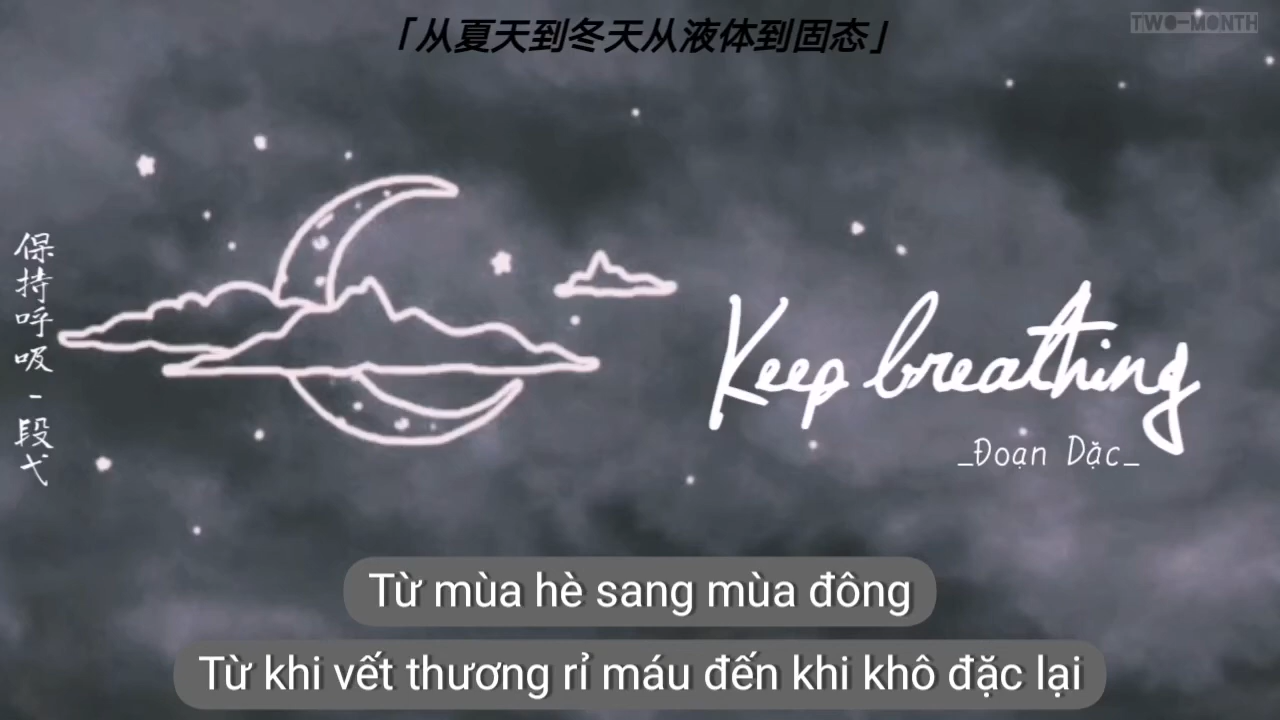 「从夏天到冬天从液体到固态」
TWO-MONTH
保持呼吸 - 段弋
Keep breathing
_Đoạn Dặc_
Từ mùa hè sang mùa đông
Từ khi vết thương rỉ máu đến khi khô đặc lại